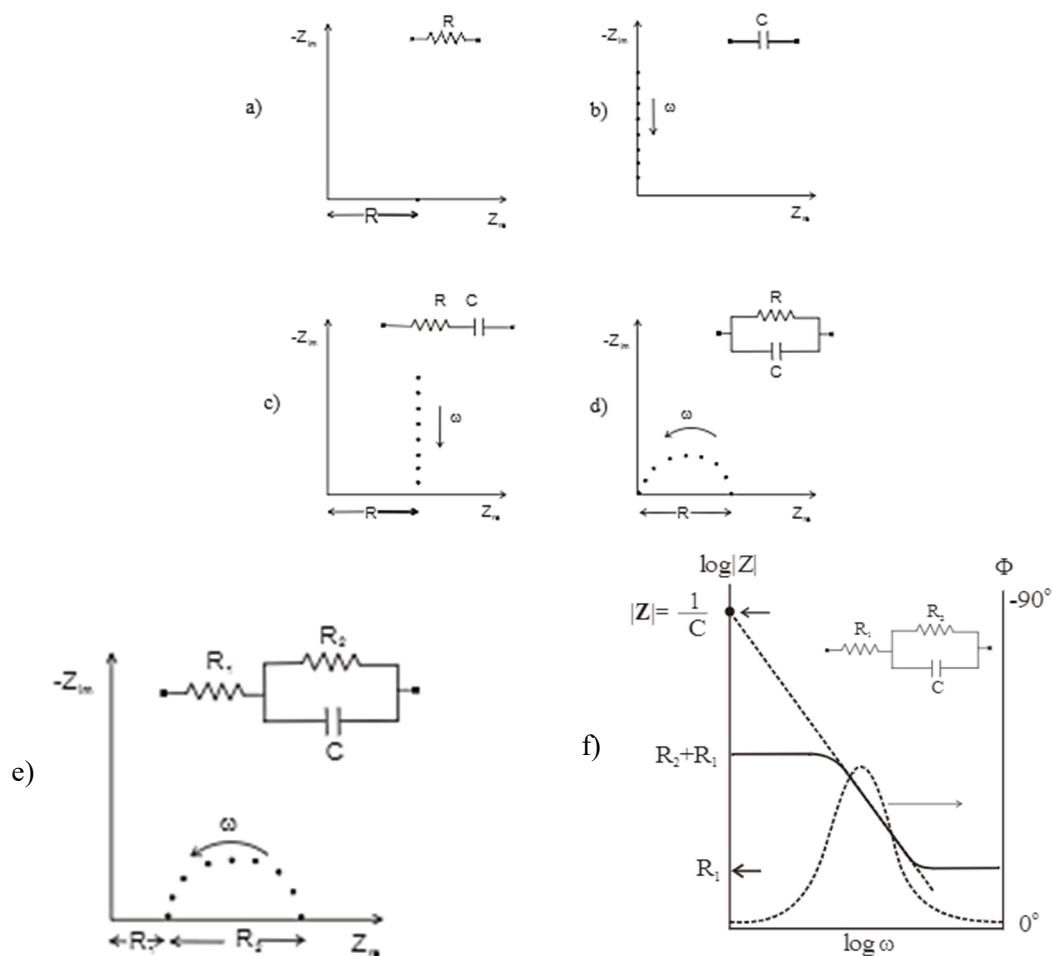 R
-Z_Im
a)
R
Z_re
C
-Z_Im
b)
ω
Z_re
R C
-Z_Im
c)
ω
R
Z_re
R
C
-Z_Im
d)
ω
R
Z_re
R₁
R₂
C
-Z_Im
e)
ω
R₁
R₂
Z_re
f)
log|Z|
Φ
|Z|= 1/C
-90°
R₁
R₂
C
R₂+R₁
R₁
0°
log ω